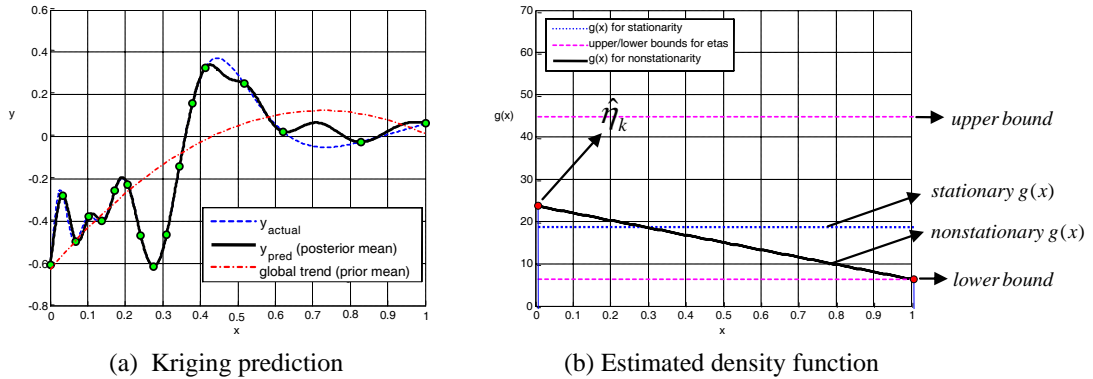 0.6
0.4
0.2
0
-0.2
-0.4
-0.6
-0.8
y
0 0.1 0.2 0.3 0.4 0.5 0.6 0.7 0.8 0.9 1
x
y_actual
y_pred (posterior mean)
global trend (prior mean)
(a) Kriging prediction
70
60
50
40
30
20
10
0
g(x)
g(x) for stationarity
upper/lower bounds for etas
g(x) for nonstationarity
η̂_k
upper bound
stationary g(x)
nonstationary g(x)
lower bound
0 0.1 0.2 0.3 0.4 0.5 0.6 0.7 0.8 0.9 1
x
(b) Estimated density function